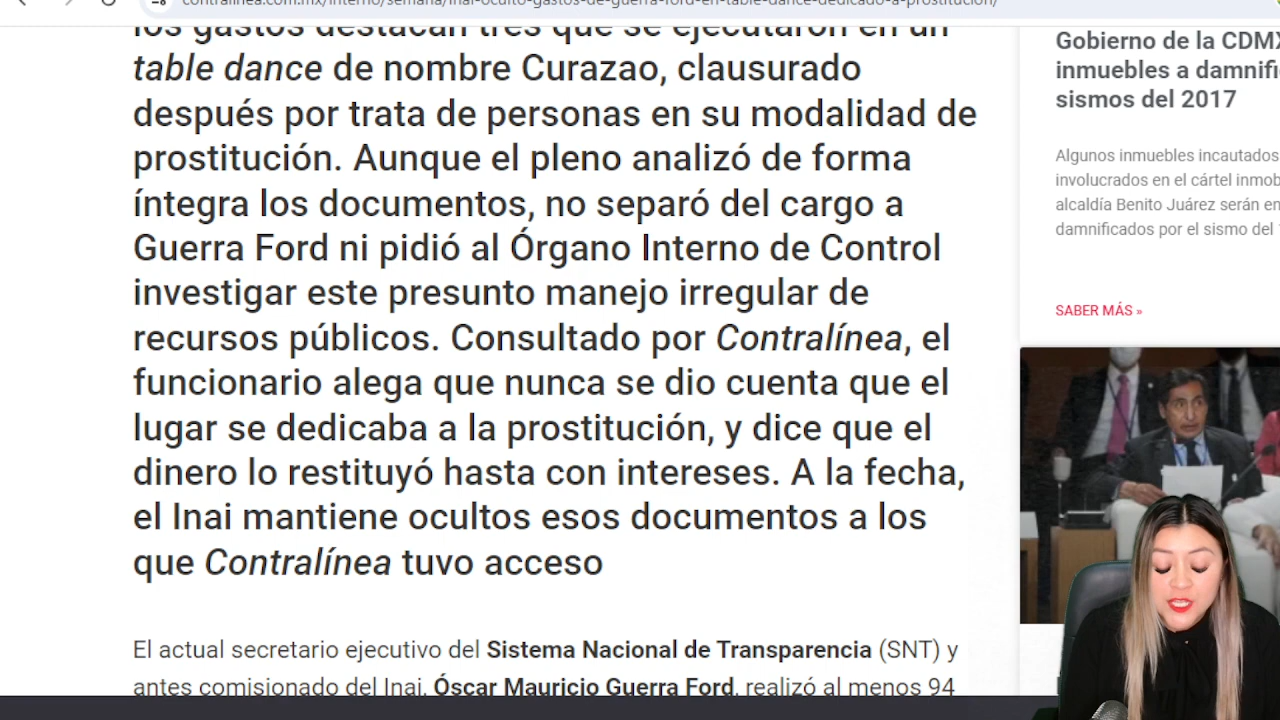 contralinea.com.mx/interno/semana/inai-oculto-gastos-de-guerra-ford-en-table-dance-dedicado-a-prostitucion/
los gastos destacan tres que se ejecutaron en un
table dance de nombre Curazao, clausurado
después por trata de personas en su modalidad de
prostitución. Aunque el pleno analizó de forma
íntegra los documentos, no separó del cargo a
Guerra Ford ni pidió al Órgano Interno de Control
investigar este presunto manejo irregular de
recursos públicos. Consultado por Contralínea, el
funcionario alega que nunca se dio cuenta que el
lugar se dedicaba a la prostitución, y dice que el
dinero lo restituyó hasta con intereses. A la fecha,
el Inai mantiene ocultos esos documentos a los
que Contralínea tuvo acceso
El actual secretario ejecutivo del Sistema Nacional de Transparencia (SNT) y
antes comisionado del Inai, Óscar Mauricio Guerra Ford, realizó al menos 94
Gobierno de la CDMX
inmuebles a damnifi
sismos del 2017
Algunos inmuebles incautados
involucrados en el cártel inmob
alcaldía Benito Juárez serán en
damnificados por el sismo del
SABER MÁS »